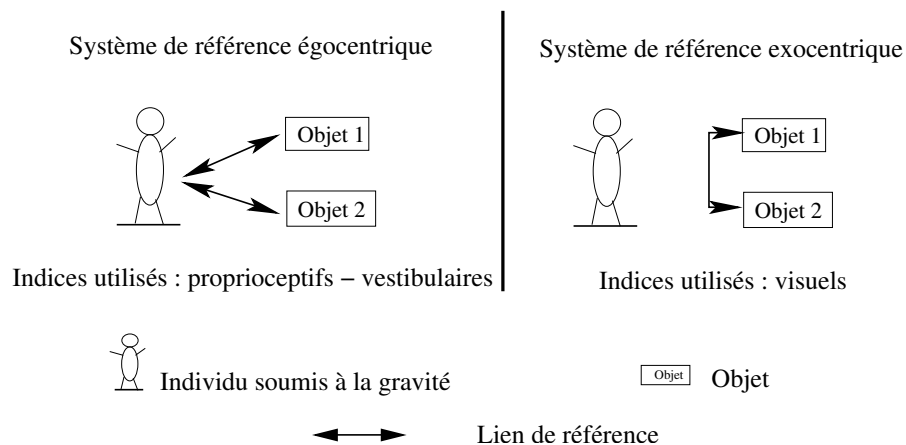 Système de référence égocentrique
Objet 1
Objet 2
Indices utilisés : proprioceptifs − vestibulaires
Système de référence exocentrique
Objet 1
Objet 2
Indices utilisés : visuels
Individu soumis à la gravité
Objet
Objet
Lien de référence